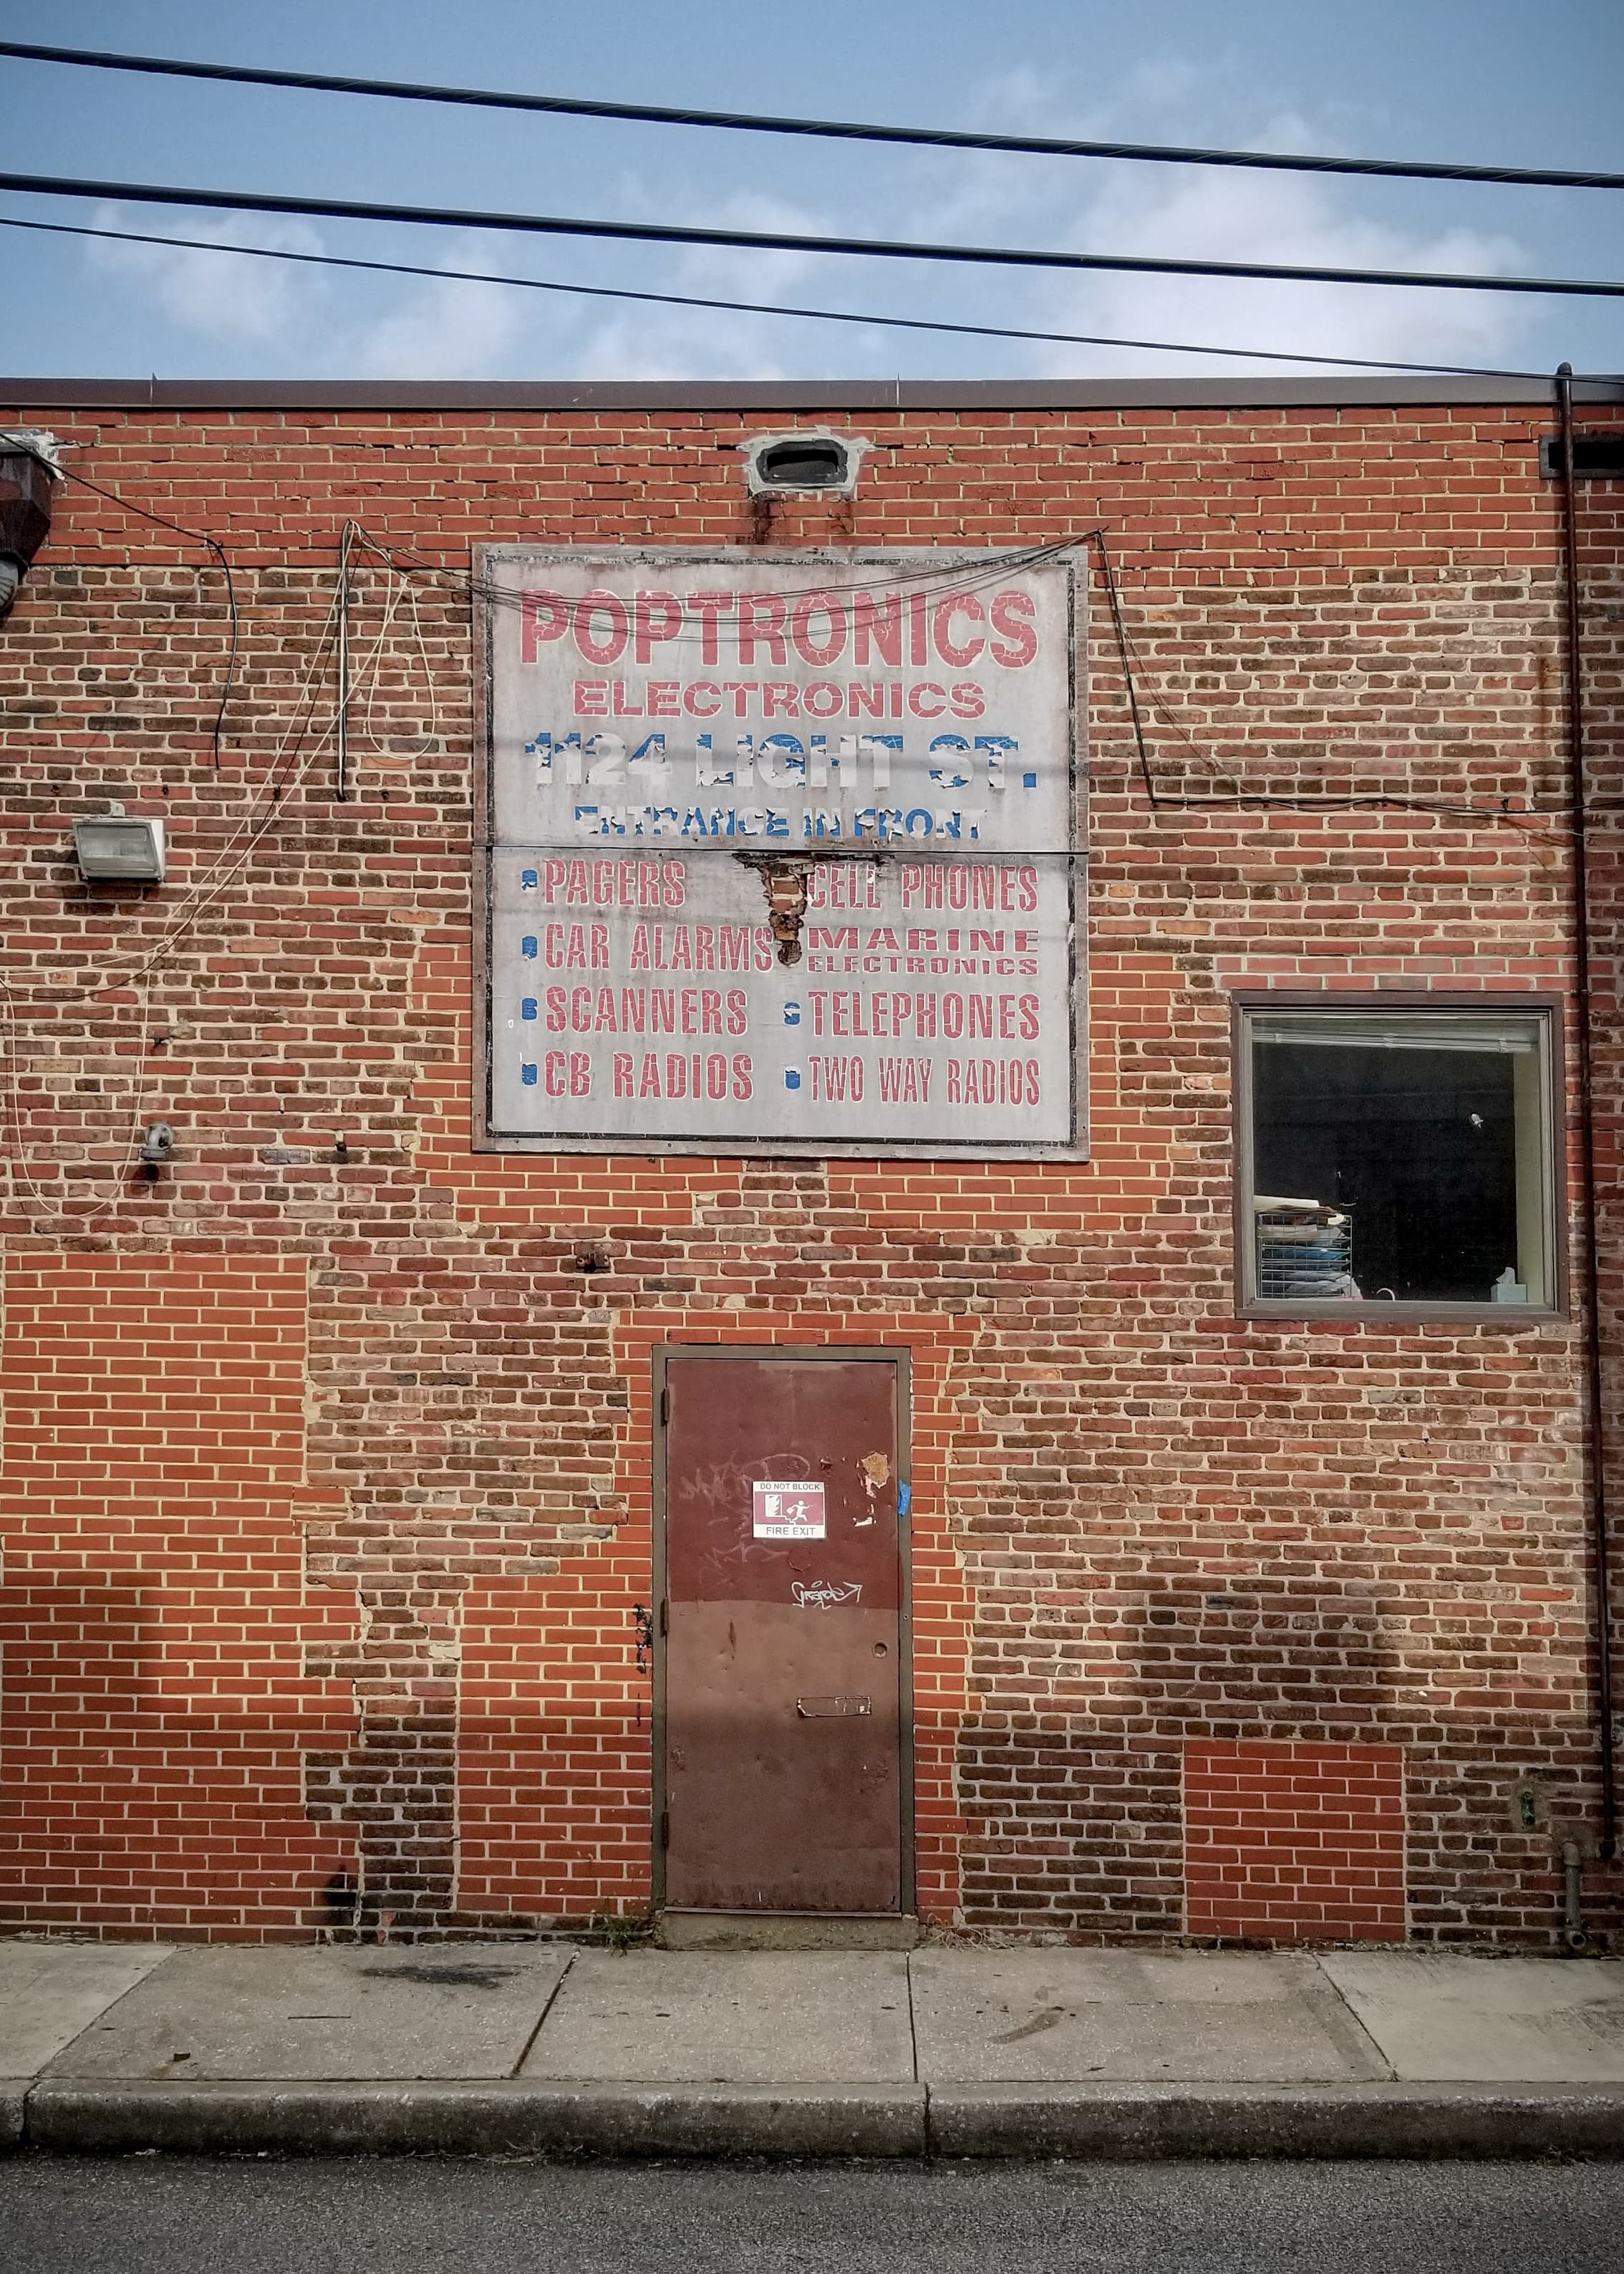 POPTRONICS
ELECTRONICS
1124 LIGHT ST.
ENTRANCE IN FRONT
PAGERS
CAR ALARMS
SCANNERS
CB RADIOS
CELL PHONES
MARINE
ELECTRONICS
TELEPHONES
TWO WAY RADIOS
DO NOT BLOCK
FIRE EXIT